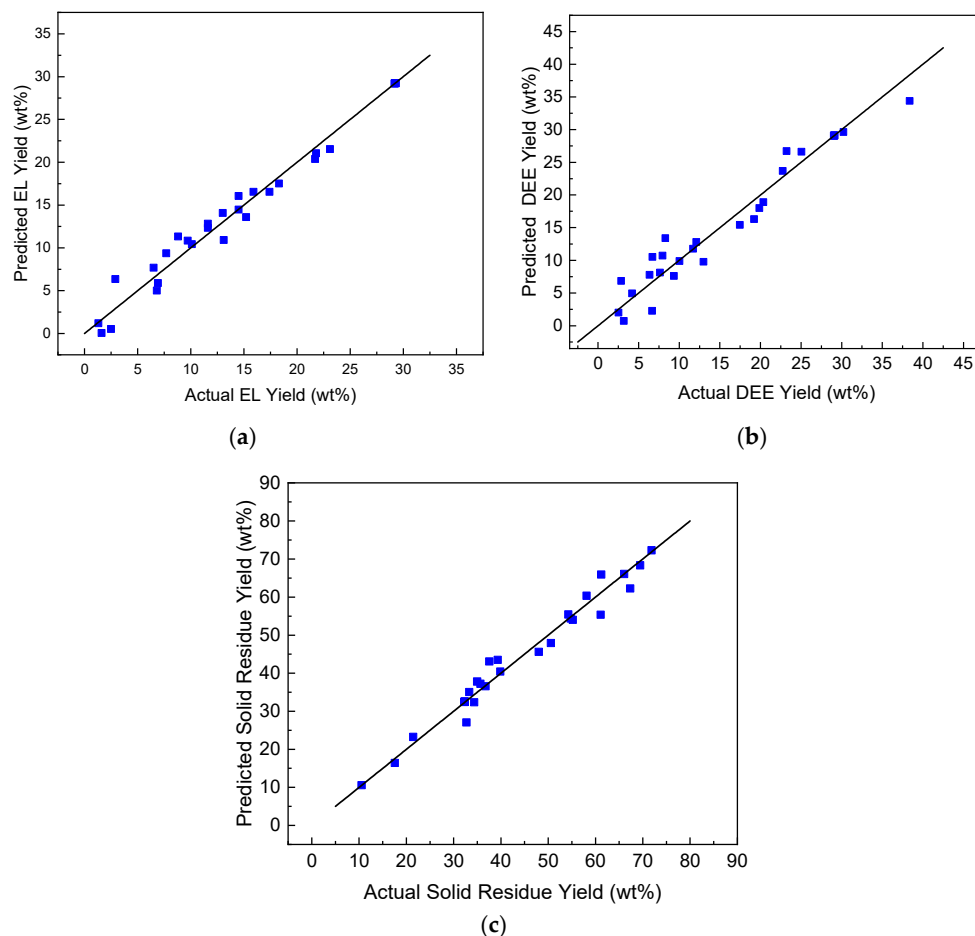 35
30
25
20
15
10
5
0
Predicted EL Yield (wt%)
0 5 10 15 20 25 30 35
Actual EL Yield (wt%)
(a)
45
40
35
30
25
20
15
10
5
0
Predicted DEE Yield (wt%)
0 5 10 15 20 25 30 35 40 45
Actual DEE Yield (wt%)
(b)
90
80
70
60
50
40
30
20
10
0
Predicted Solid Residue Yield (wt%)
0 10 20 30 40 50 60 70 80 90
Actual Solid Residue Yield (wt%)
(c)